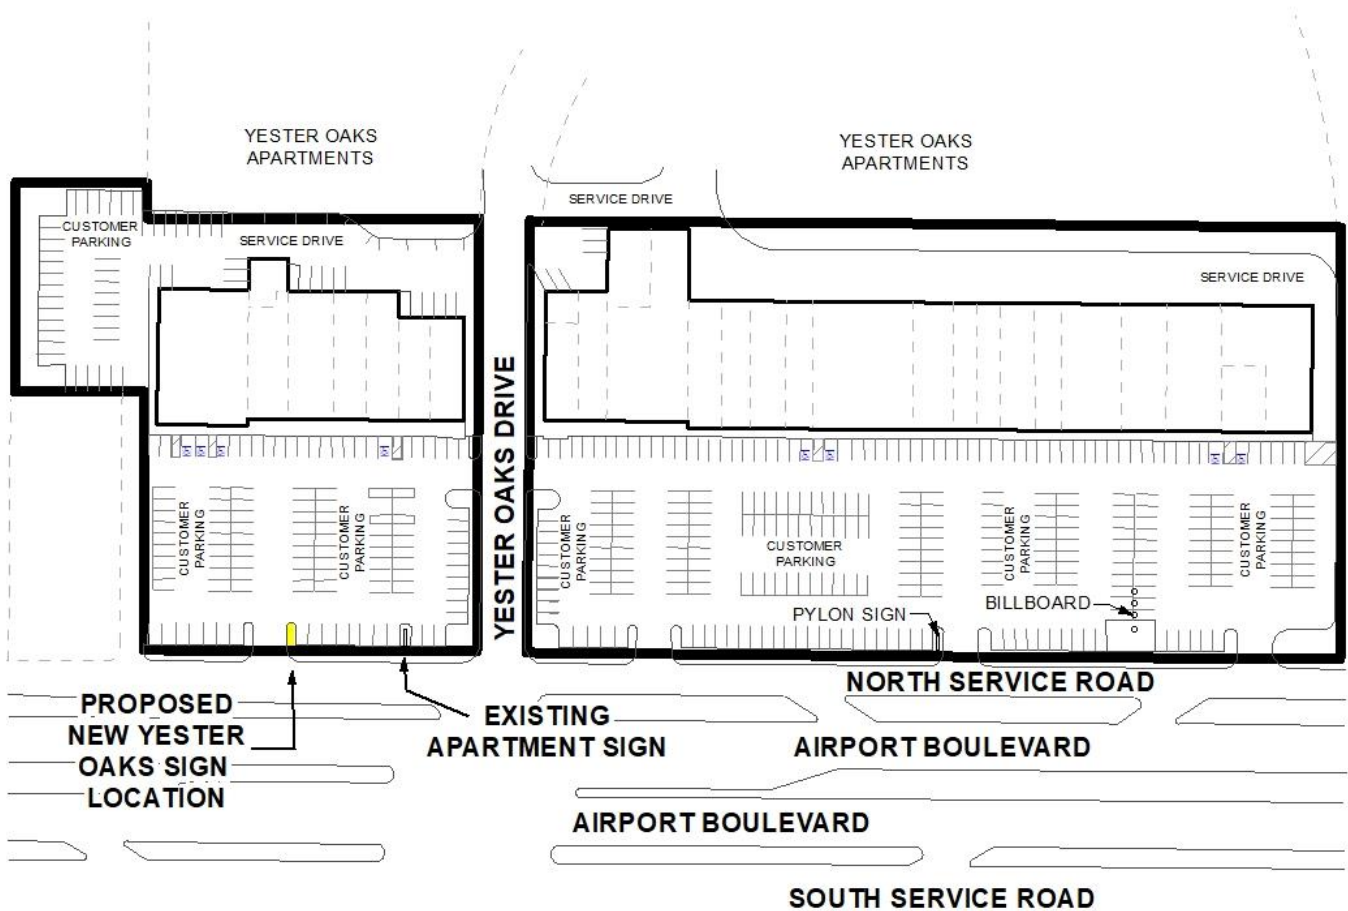 YESTER OAKS
APARTMENTS
YESTER OAKS
APARTMENTS
SERVICE DRIVE
CUSTOMER
PARKING
SERVICE DRIVE
SERVICE DRIVE
YESTER OAKS DRIVE
CUSTOMER
PARKING
CUSTOMER
PARKING
CUSTOMER
PARKING
CUSTOMER
PARKING
CUSTOMER
PARKING
CUSTOMER
PARKING
PYLON SIGN
BILLBOARD
NORTH SERVICE ROAD
PROPOSED
NEW YESTER
OAKS SIGN
LOCATION
EXISTING
APARTMENT SIGN
AIRPORT BOULEVARD
AIRPORT BOULEVARD
SOUTH SERVICE ROAD